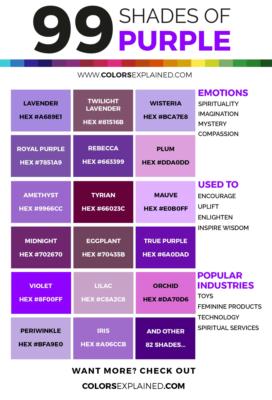 99 SHADES OF
PURPLE
WWW.COLORSEXPLAINED.COM
LAVENDER
HEX #A689E1
TWILIGHT
LAVENDER
HEX #81516B
WISTERIA
HEX #BCA7E8
ROYAL PURPLE
HEX #7851A9
REBECCA
HEX #663399
PLUM
HEX #DDA0DD
AMETHYST
HEX #9966CC
TYRIAN
HEX #66023C
MAUVE
HEX #E0B0FF
MIDNIGHT
HEX #702670
EGGPLANT
HEX #70435B
TRUE PURPLE
HEX #6A0DAD
VIOLET
HEX #8F00FF
LILAC
HEX #C8A2C8
ORCHID
HEX #DA70D6
PERIWINKLE
HEX #BFA9E0
IRIS
HEX #A06CCB
AND OTHER
82 SHADES...
EMOTIONS
SPIRITUALITY
IMAGINATION
MYSTERY
COMPASSION
USED TO
ENCOURAGE
UPLIFT
ENLIGHTEN
INSPIRE WISDOM
POPULAR
INDUSTRIES
TOYS
FEMININE PRODUCTS
TECHNOLOGY
SPIRITUAL SERVICES
WANT MORE? CHECK OUT
COLORSEXPLAINED.COM